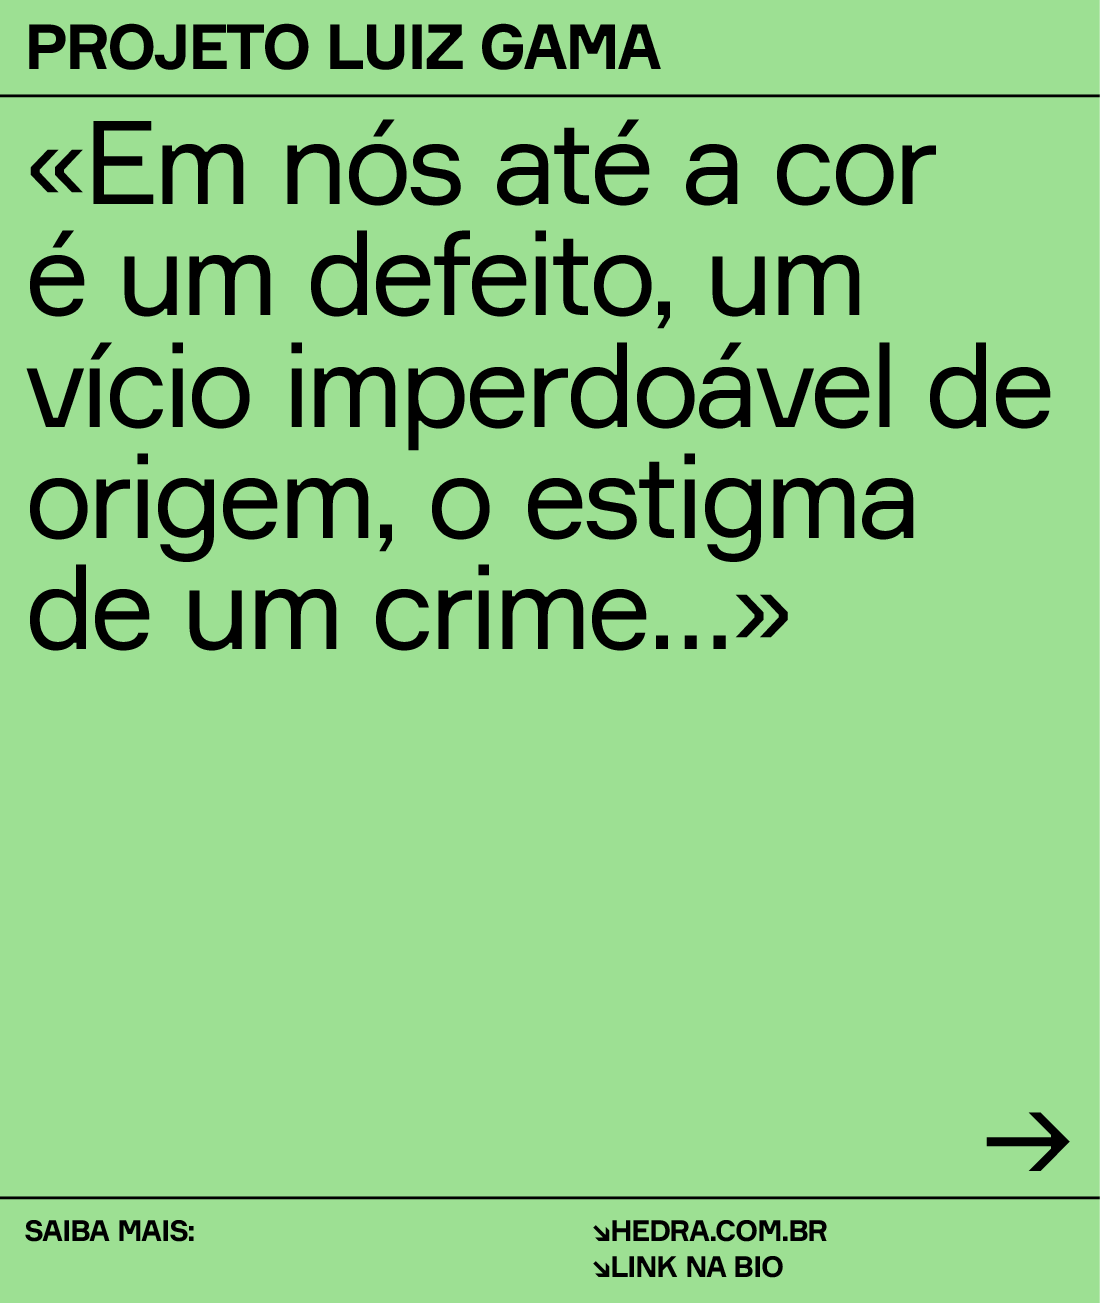 PROJETO LUIZ GAMA
«Em nós até a cor
é um defeito, um
vício imperdoável de
origem, o estigma
de um crime...»
→
SAIBA MAIS:
↘HEDRA.COM.BR
↘LINK NA BIO